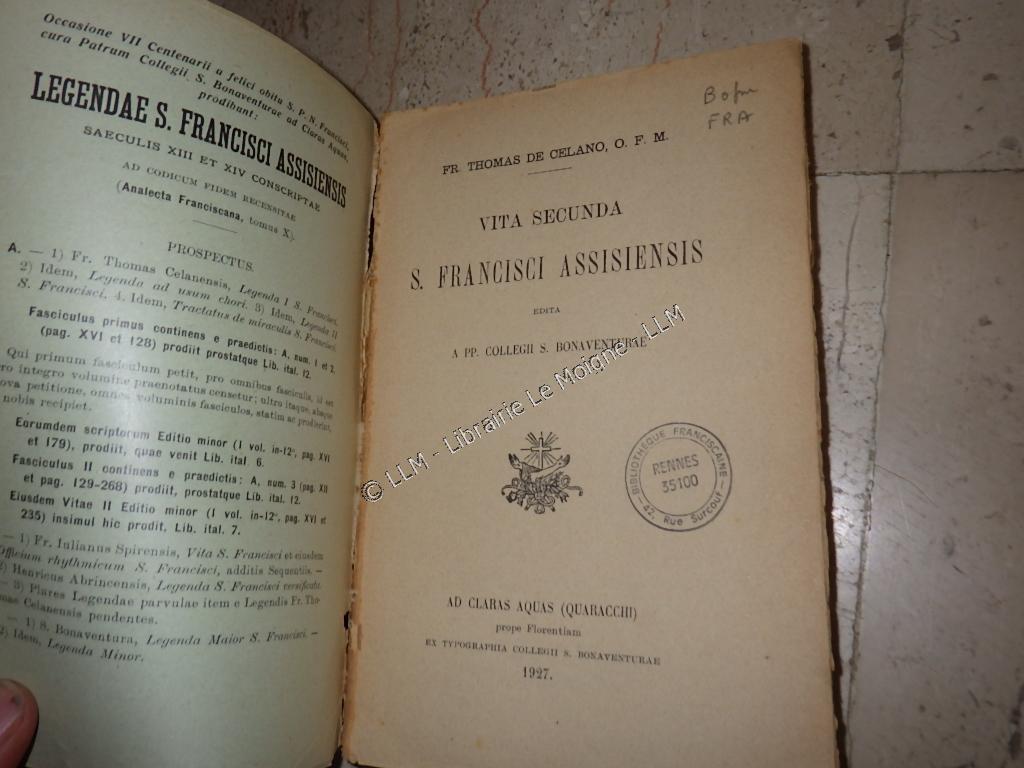 Occasione VII Centenarii a felici obitu S. P. N. Francisci,
cura Patrum Collegii S. Bonaventurae ad Claras Aquas,
prodibunt:
LEGENDAE S. FRANCISCI ASSISIENSIS
SAECULIS XIII ET XIV CONSCRIPTAE
AD CODICUM FIDEM RECENSITAE
(Analecta Franciscana, tomus X).
PROSPECTUS.
A. — 1) Fr. Thomas Celanensis, Legenda I S. Francisci.
2) Idem, Legenda ad usum chori. 3) Idem, Legenda II
S. Francisci. 4. Idem, Tractatus de miraculis S. Francisci.
Fasciculus primus continens e praedictis: A, num. 1 et 2.
(pag. XVI et 128) prodiit prostatque Lib. ital. 12.
Qui primum fasciculum petit, pro omnibus fasciculis, id est
ro integro volumine praenotatus censetur; ultro itaque, absque
ova petitione, omnes voluminis fasciculos, statim ac prodierint,
nobis recipiet.
Eorumdem scriptorum Editio minor (I vol. in-12°, pag. XVI
et 179), prodiit, quae venit Lib. ital 6.
Fasciculus II continens e praedictis: A, num. 3 (pag. XII
et pag. 129-268) prodiit, prostatque Lib. ital. 12.
Eiusdem Vitae II Editio minor (I vol. in-12°, pag. XVI et
235) insimul hic prodit, Lib. ital. 7.
— 1) Fr. Iulianus Spirensis, Vita S. Francisci et eiusdem
Officium rhythmicum S. Francisci, additis Sequentiis. —
2) Henricus Abrincensis, Legenda S. Francisci versificata.
— 3) Plures Legendae parvulae item e Legendis Fr. Tho-
mas Celanensis pendentes.
— 1) S. Bonaventura, Legenda Maior S. Francisci. —
2) Idem, Legenda Minor.
FRA
FR. THOMAS DE CELANO, O. F. M.
VITA SECUNDA
S. FRANCISCI ASSISIENSIS
EDITA
A PP. COLLEGII S. BONAVENTURAE
© LLM - Librairie Le Moigne - LLM
BIBLIOTHÈQUE FRANCISCAINE
RENNES
35100
42, Rue Surcouf
AD CLARAS AQUAS (QUARACCHI)
prope Florentiam
EX TYPOGRAPHIA COLLEGII S. BONAVENTURAE
1927.